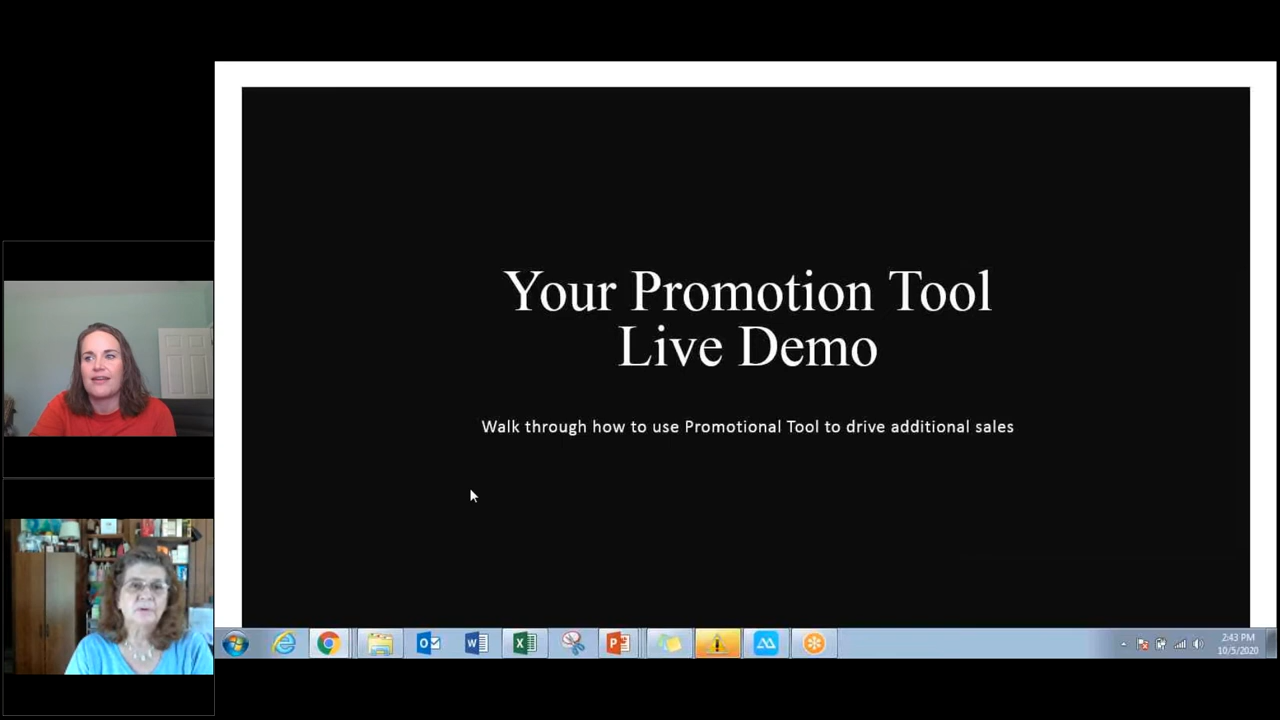 Your Promotion Tool
Live Demo
Walk through how to use Promotional Tool to drive additional sales
2:43 PM
10/5/2020